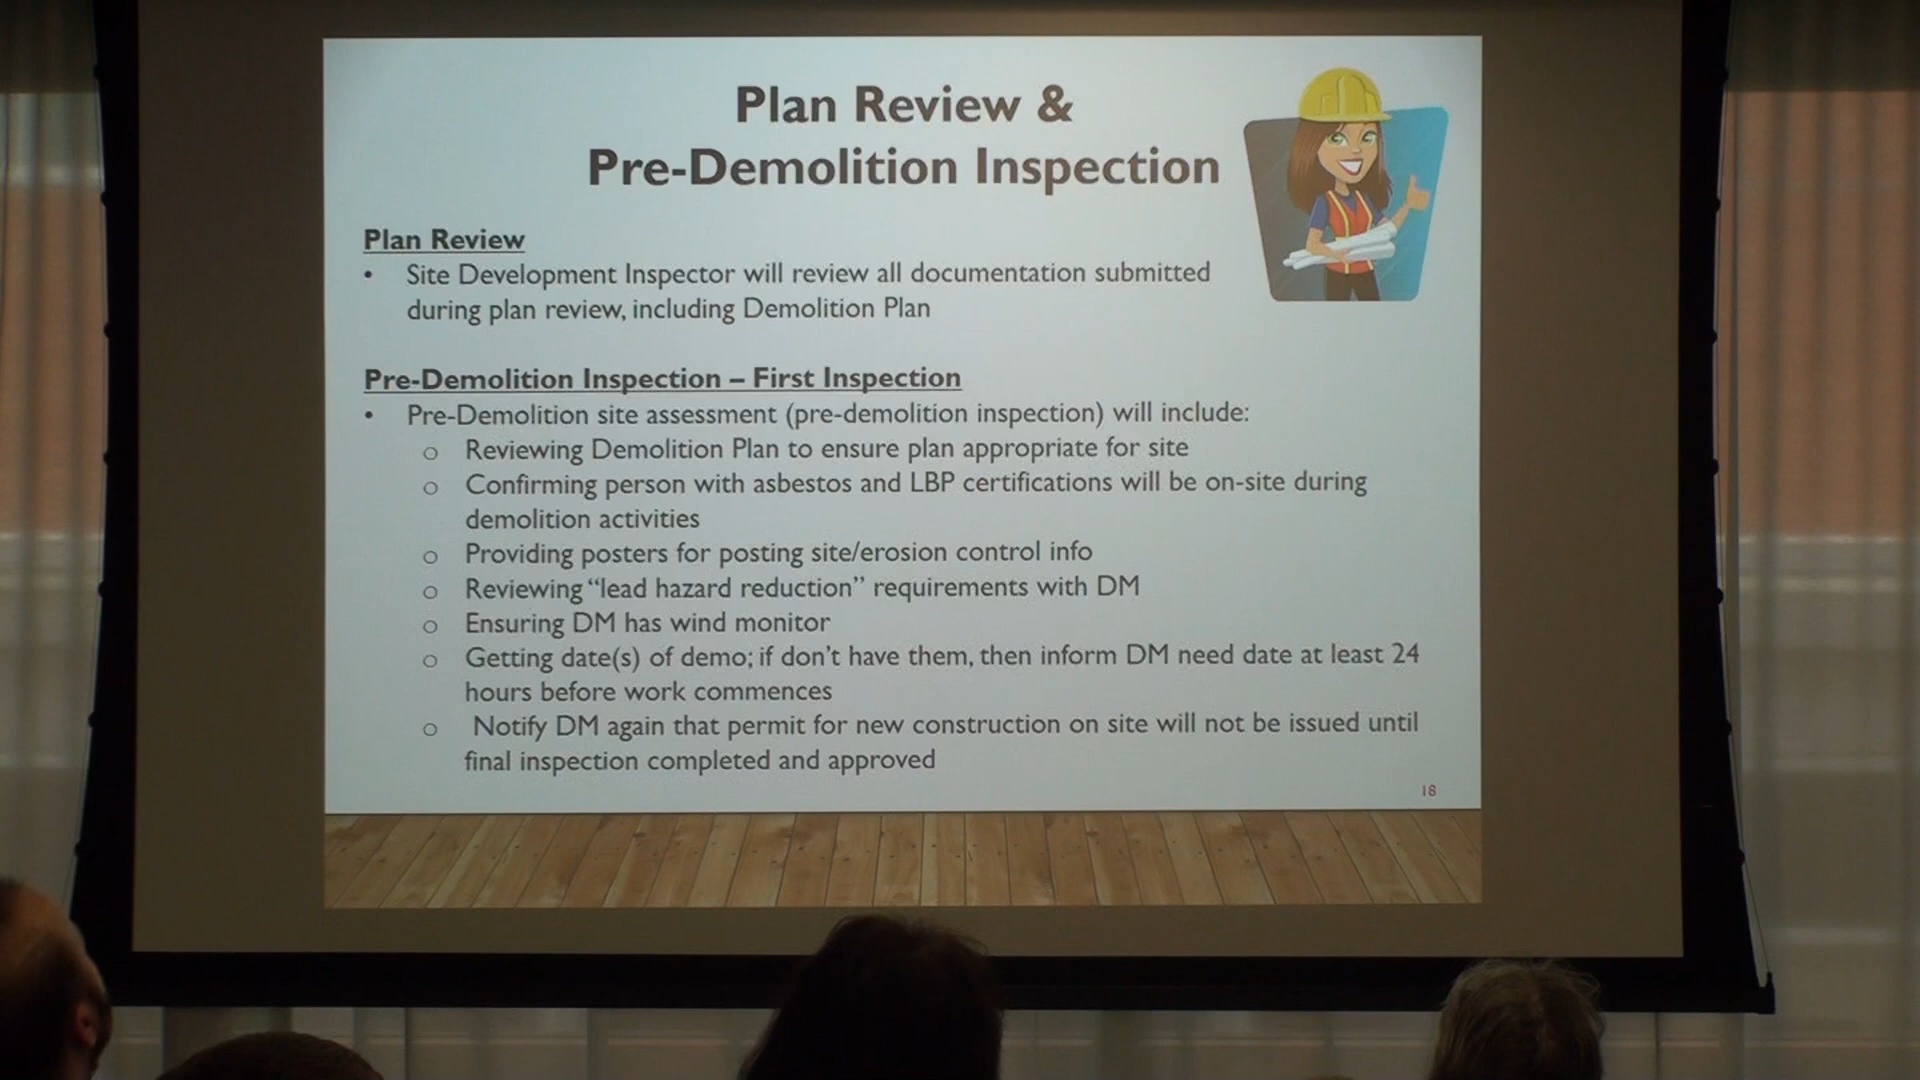 Plan Review &
Pre-Demolition Inspection
Plan Review
• Site Development Inspector will review all documentation submitted
during plan review, including Demolition Plan
Pre-Demolition Inspection – First Inspection
• Pre-Demolition site assessment (pre-demolition inspection) will include:
o Reviewing Demolition Plan to ensure plan appropriate for site
o Confirming person with asbestos and LBP certifications will be on-site during
demolition activities
o Providing posters for posting site/erosion control info
o Reviewing “lead hazard reduction” requirements with DM
o Ensuring DM has wind monitor
o Getting date(s) of demo; if don’t have them, then inform DM need date at least 24
hours before work commences
o Notify DM again that permit for new construction on site will not be issued until
final inspection completed and approved
18